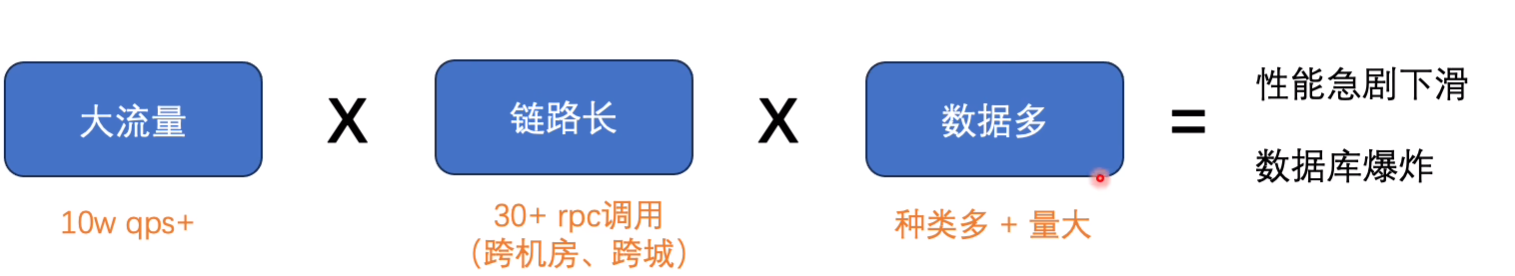 大流量
X
链路长
X
数据多
=
性能急剧下滑
数据库爆炸
10w qps+
30+ rpc调用
（跨机房、跨城）
种类多 + 量大